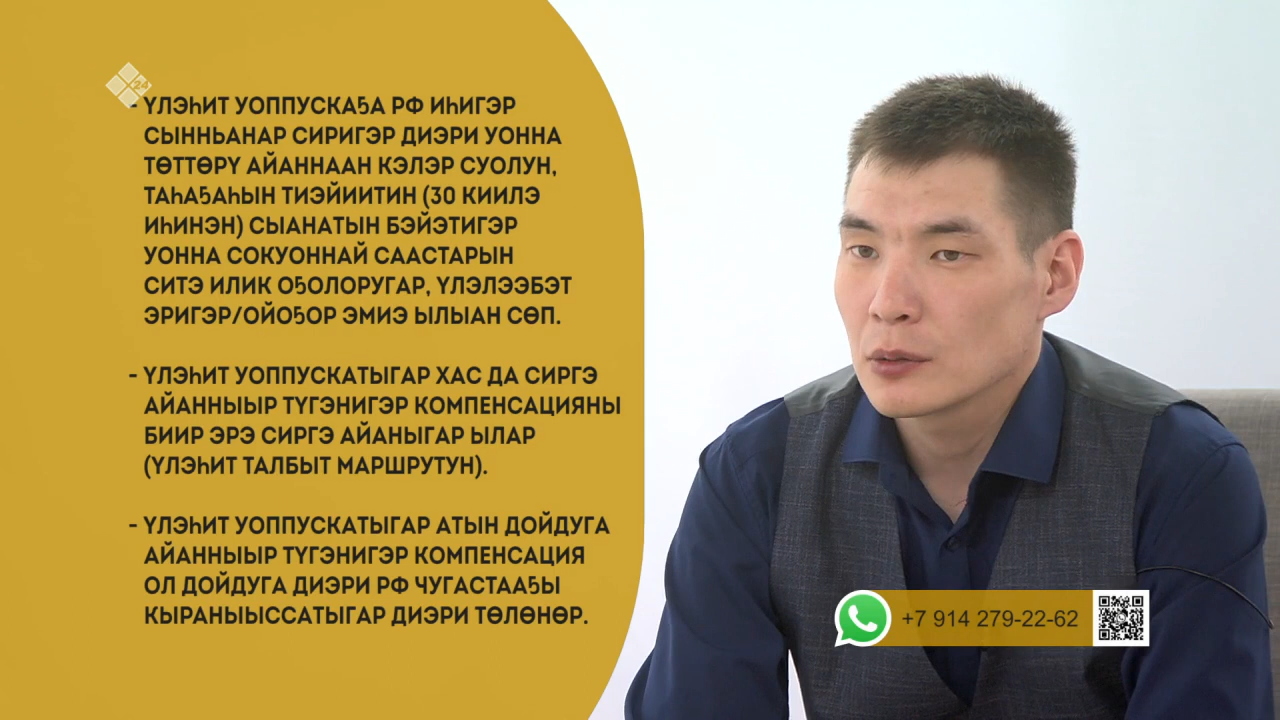 24
- ҮЛЭҺИТ УОППУСКАҔА РФ ИҺИГЭР
СЫННЬАНАР СИРИГЭР ДИЭРИ УОННА
ТӨТТӨРҮ АЙАННААН КЭЛЭР СУОЛУН,
ТАҺАҔАҺЫН ТИЭЙИИТИН (30 КИИЛЭ
ИҺИНЭН) СЫАНАТЫН БЭЙЭТИГЭР
УОННА СОКУОННАЙ СААСТАРЫН
СИТЭ ИЛИК ОҔОЛОРУГАР, ҮЛЭЛЭЭБЭТ
ЭРИГЭР/ОЙОҔОР ЭМИЭ ЫЛЫАН СӨП.
- ҮЛЭҺИТ УОППУСКАТЫГАР ХАС ДА СИРГЭ
АЙАННЫЫР ТҮГЭНИГЭР КОМПЕНСАЦИЯНЫ
БИИР ЭРЭ СИРГЭ АЙАНЫГАР ЫЛАР
(ҮЛЭҺИТ ТАЛБЫТ МАРШРУТУН).
- ҮЛЭҺИТ УОППУСКАТЫГАР АТЫН ДОЙДУГА
АЙАННЫЫР ТҮГЭНИГЭР КОМПЕНСАЦИЯ
ОЛ ДОЙДУГА ДИЭРИ РФ ЧУГАСТААҔЫ
КЫРАНЫЫССАТЫГАР ДИЭРИ ТӨЛӨНӨР.
+7 914 279-22-62